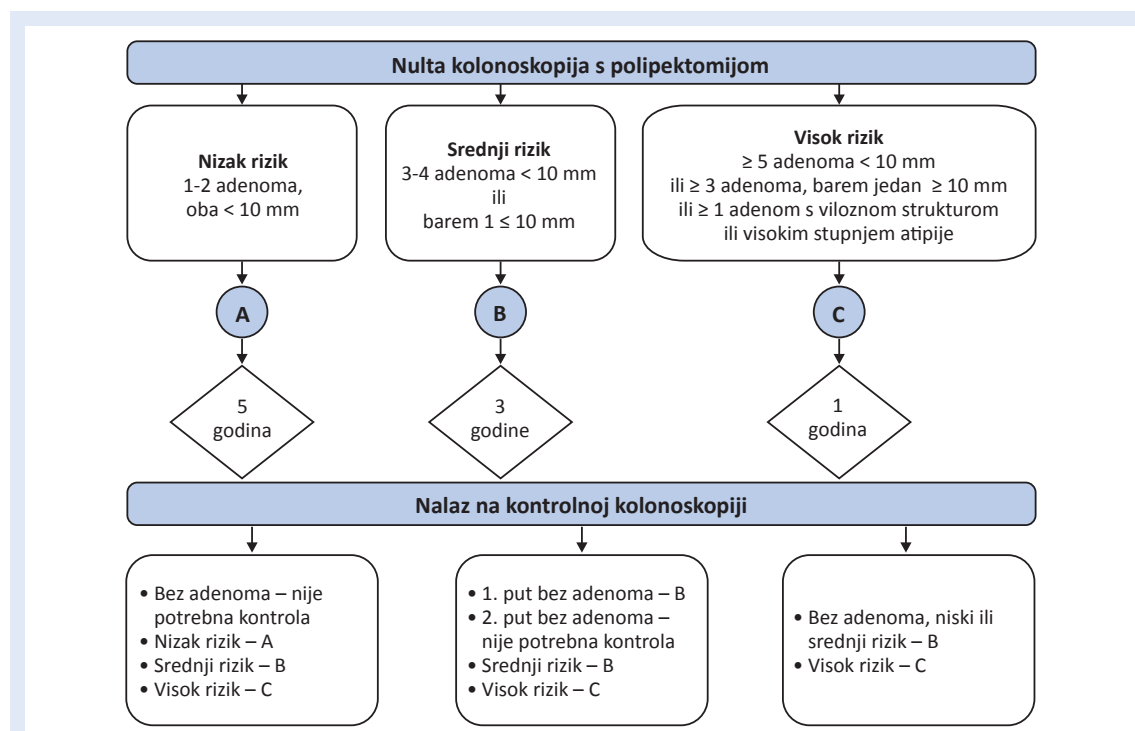 Nulta kolonoskopija s polipektomijom
Nizak rizik
1-2 adenoma,
oba < 10 mm
Srednji rizik
3-4 adenoma < 10 mm
ili
barem 1 ≤ 10 mm
Visok rizik
≥ 5 adenoma < 10 mm
ili ≥ 3 adenoma, barem jedan ≥ 10 mm
ili ≥ 1 adenom s viloznom strukturom
ili visokim stupnjem atipije
A
B
C
5
godina
3
godine
1
godina
Nalaz na kontrolnoj kolonoskopiji
• Bez adenoma – nije
potrebna kontrola
• Nizak rizik – A
• Srednji rizik – B
• Visok rizik – C
• 1. put bez adenoma – B
• 2. put bez adenoma –
nije potrebna kontrola
• Srednji rizik – B
• Visok rizik – C
• Bez adenoma, niski ili
srednji rizik – B
• Visok rizik – C